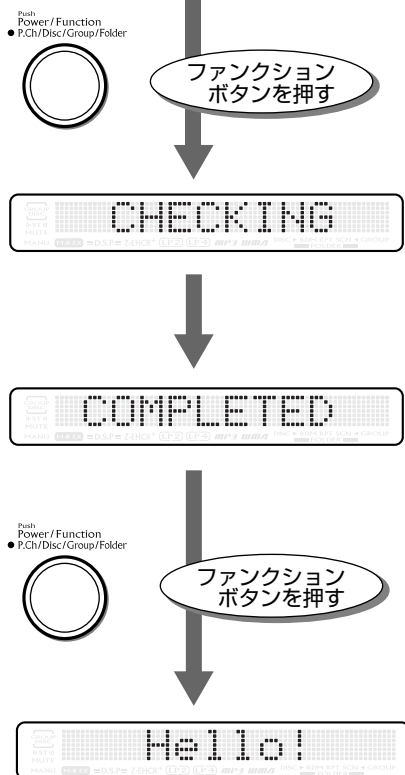 Push
Power/Function
● P.Ch/Disc/Group/Folder
ファンクション
ボタンを押す
CHECKING
COMPLETED
Push
Power/Function
● P.Ch/Disc/Group/Folder
ファンクション
ボタンを押す
Hello!